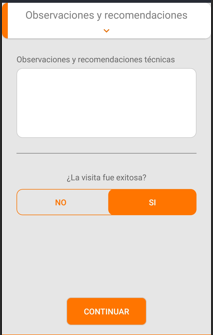 Observaciones y recomendaciones
Observaciones y recomendaciones técnicas
¿La visita fue exitosa?
NO
SI
CONTINUAR